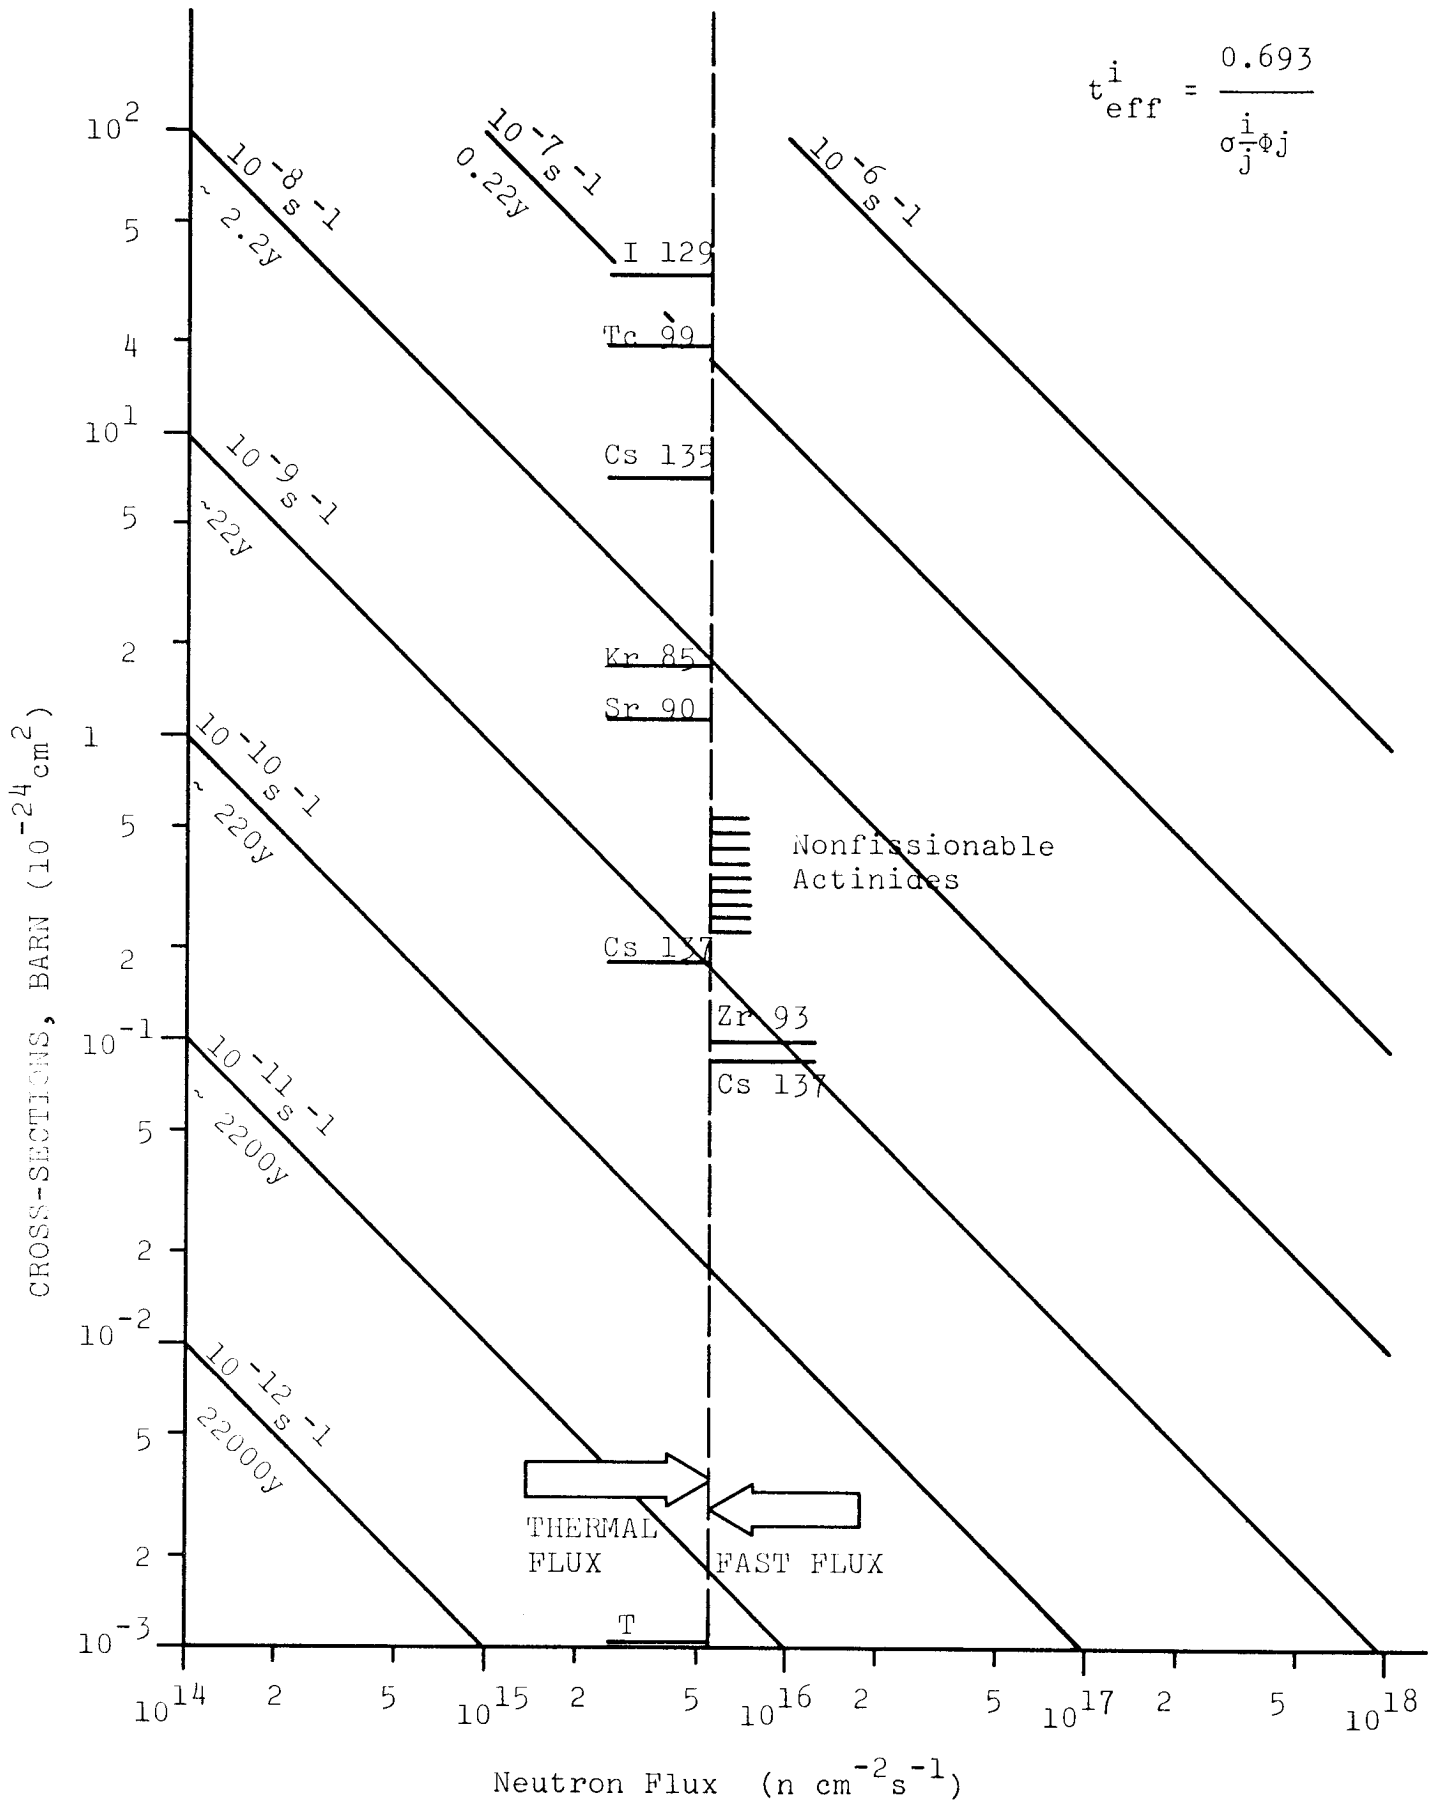 t^i_eff = 0.693 / σ^i_j Φj
CROSS-SECTIONS, BARN (10^-24 cm^2)
10^2
5
4
10^1
5
2
1
5
2
10^-1
5
2
10^-2
5
2
10^-3
10^-8 s^-1
~ 2.2y
10^-7 s^-1
0.22y
10^-6 s^-1
10^-9 s^-1
~22y
10^-10 s^-1
~ 220y
10^-11 s^-1
~ 2200y
10^-12 s^-1
22000y
I 129
Tc 99
Cs 135
Kr 85
Sr 90
Nonfissionable
Actinides
Cs 137
Zr 93
Cs 137
THERMAL
FLUX
FAST FLUX
T
10^14 2 5 10^15 2 5 10^16 2 5 10^17 2 5 10^18
Neutron Flux (n cm^-2 s^-1)